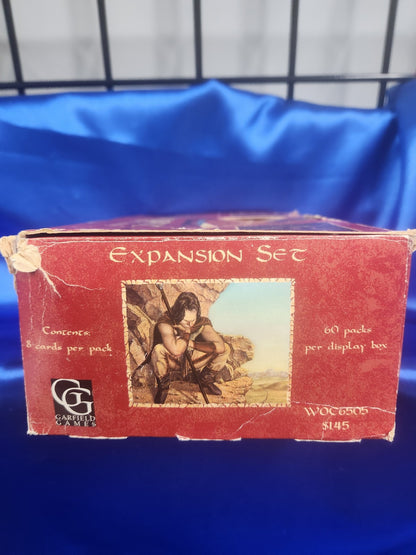 Expansion Set
Contents:
8 cards per pack
60 packs
per display box
GG
GARFIELD
GAMES
WOC6505
$145